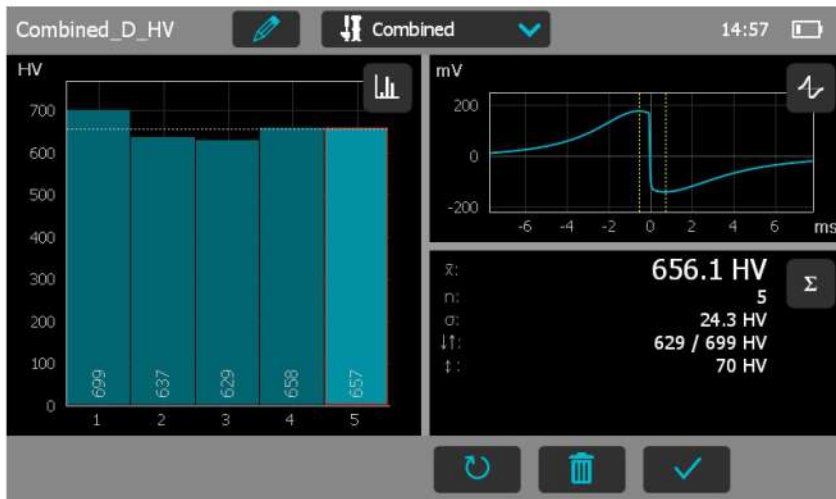 Combined_D_HV
Combined
14:57
HV
700
600
500
400
300
200
100
0
699
637
629
658
657
1 2 3 4 5
mV
200
0
-200
-6 -4 -2 0 2 4 6 ms
x̄: 656.1 HV
n: 5
σ: 24.3 HV
↓↑: 629 / 699 HV
↕: 70 HV
Σ